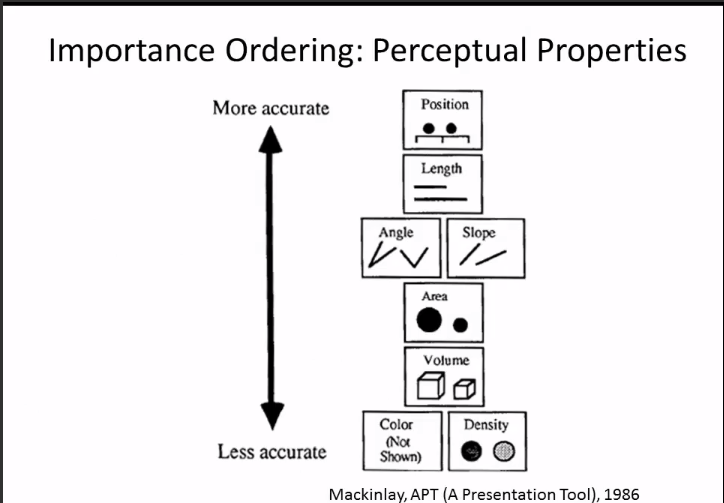 Importance Ordering: Perceptual Properties
More accurate
Position
Length
Angle
Slope
Area
Volume
Color
(Not
Shown)
Density
Less accurate
Mackinlay, APT (A Presentation Tool), 1986